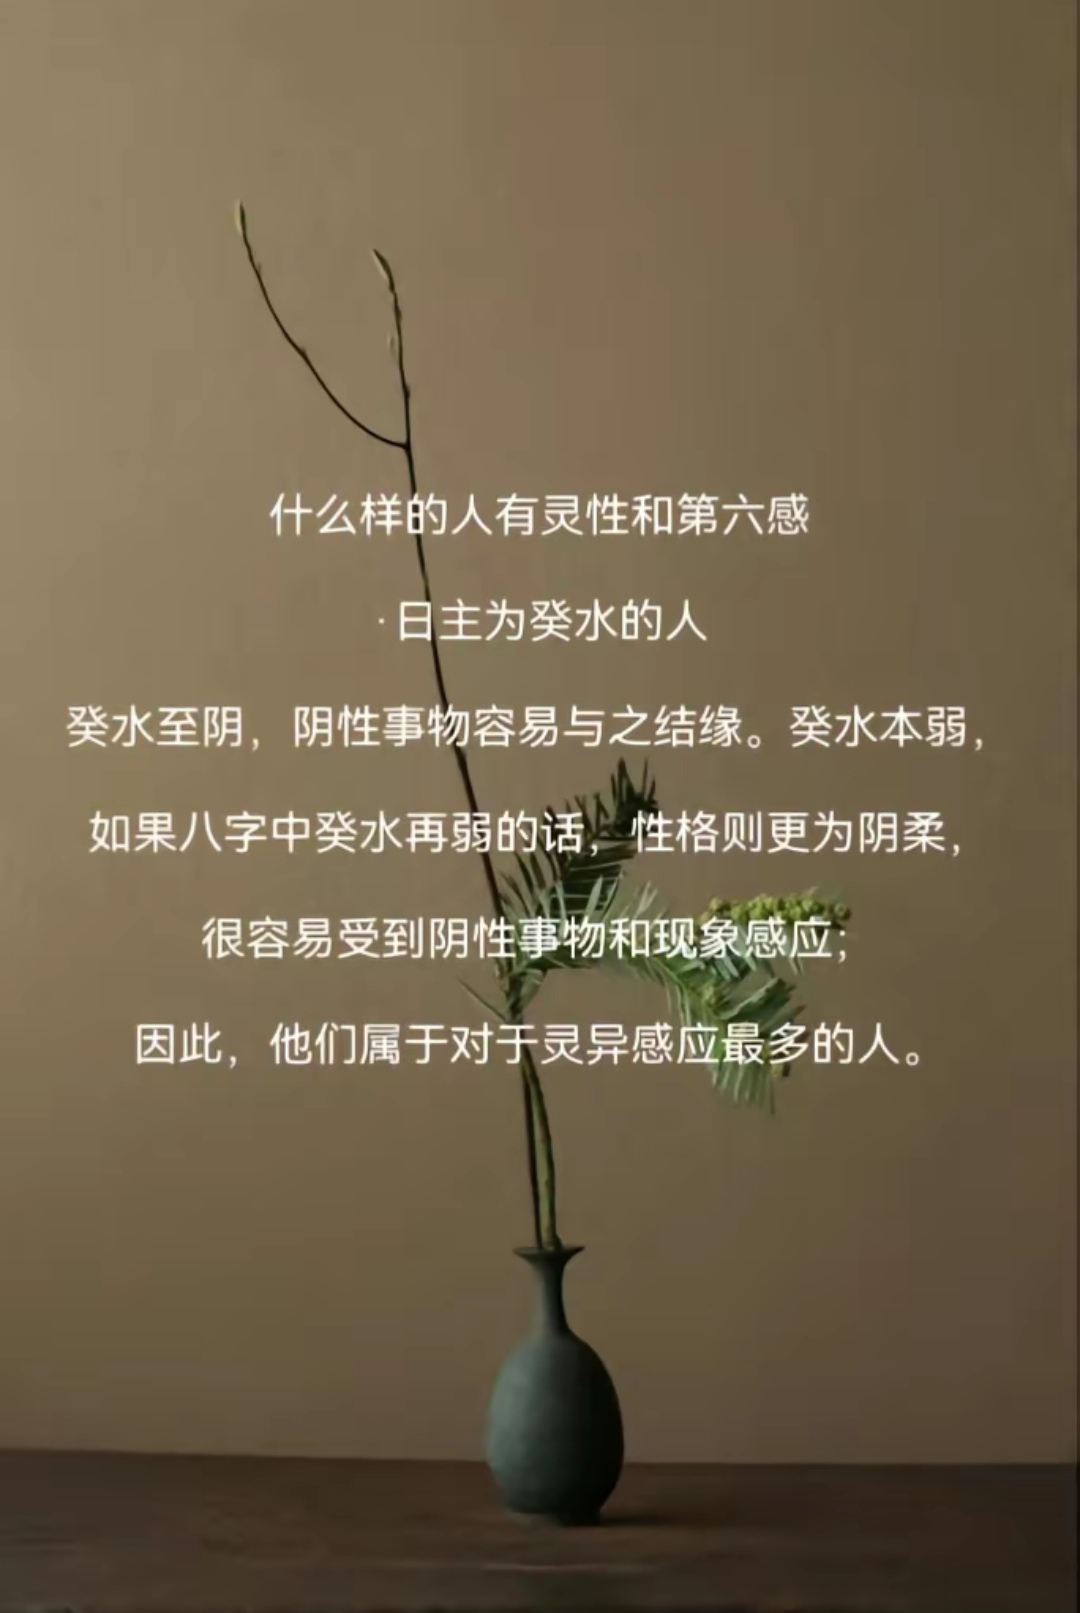 什么样的人有灵性和第六感
·日主为癸水的人
癸水至阴，阴性事物容易与之结缘。癸水本弱，
如果八字中癸水再弱的话，性格则更为阴柔，
很容易受到阴性事物和现象感应；
因此，他们属于对于灵异感应最多的人。